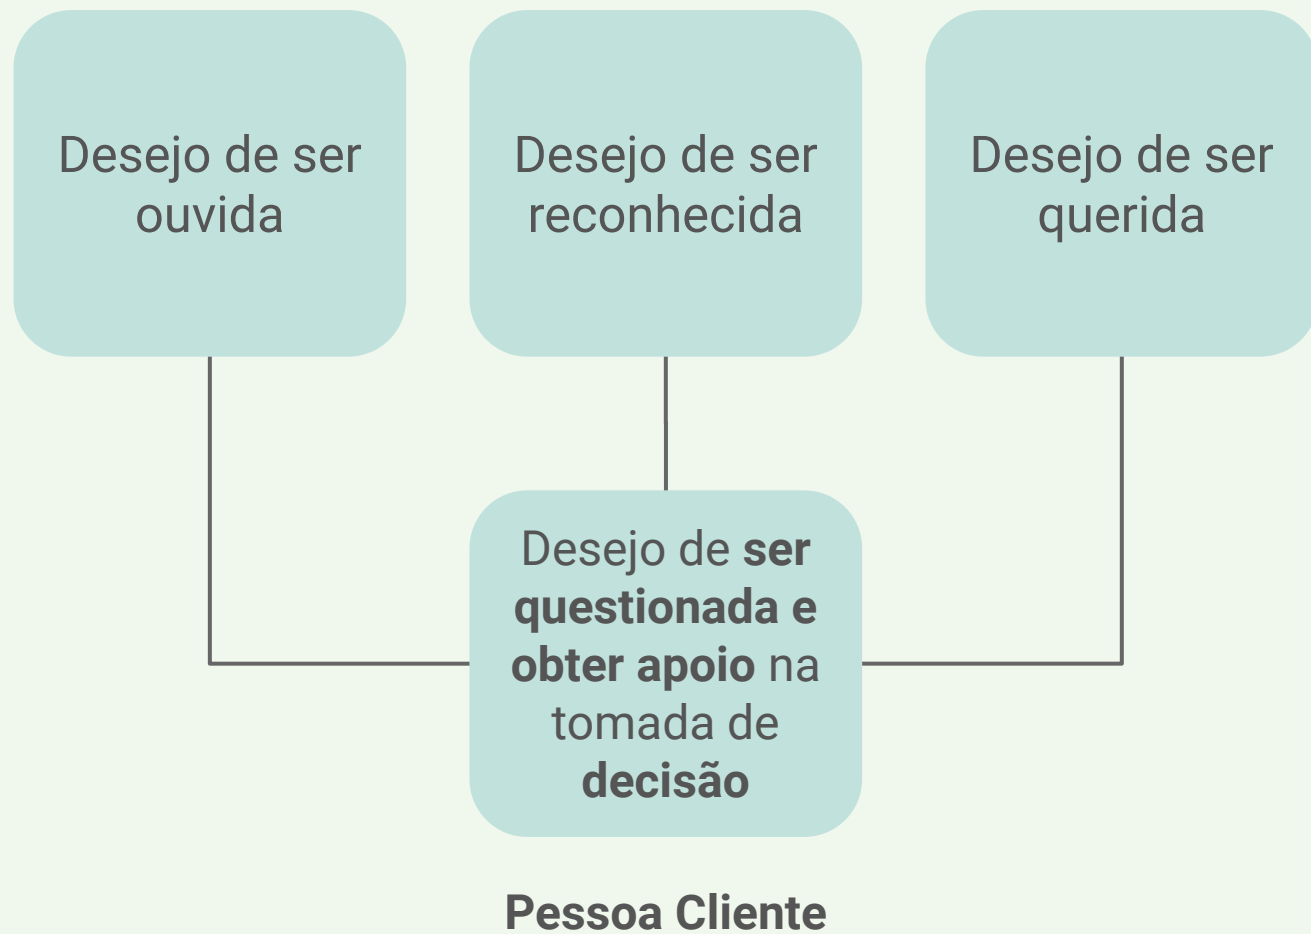 Desejo de ser
ouvida
Desejo de ser
reconhecida
Desejo de ser
querida
Desejo de ser
questionada e
obter apoio na
tomada de
decisão
Pessoa Cliente